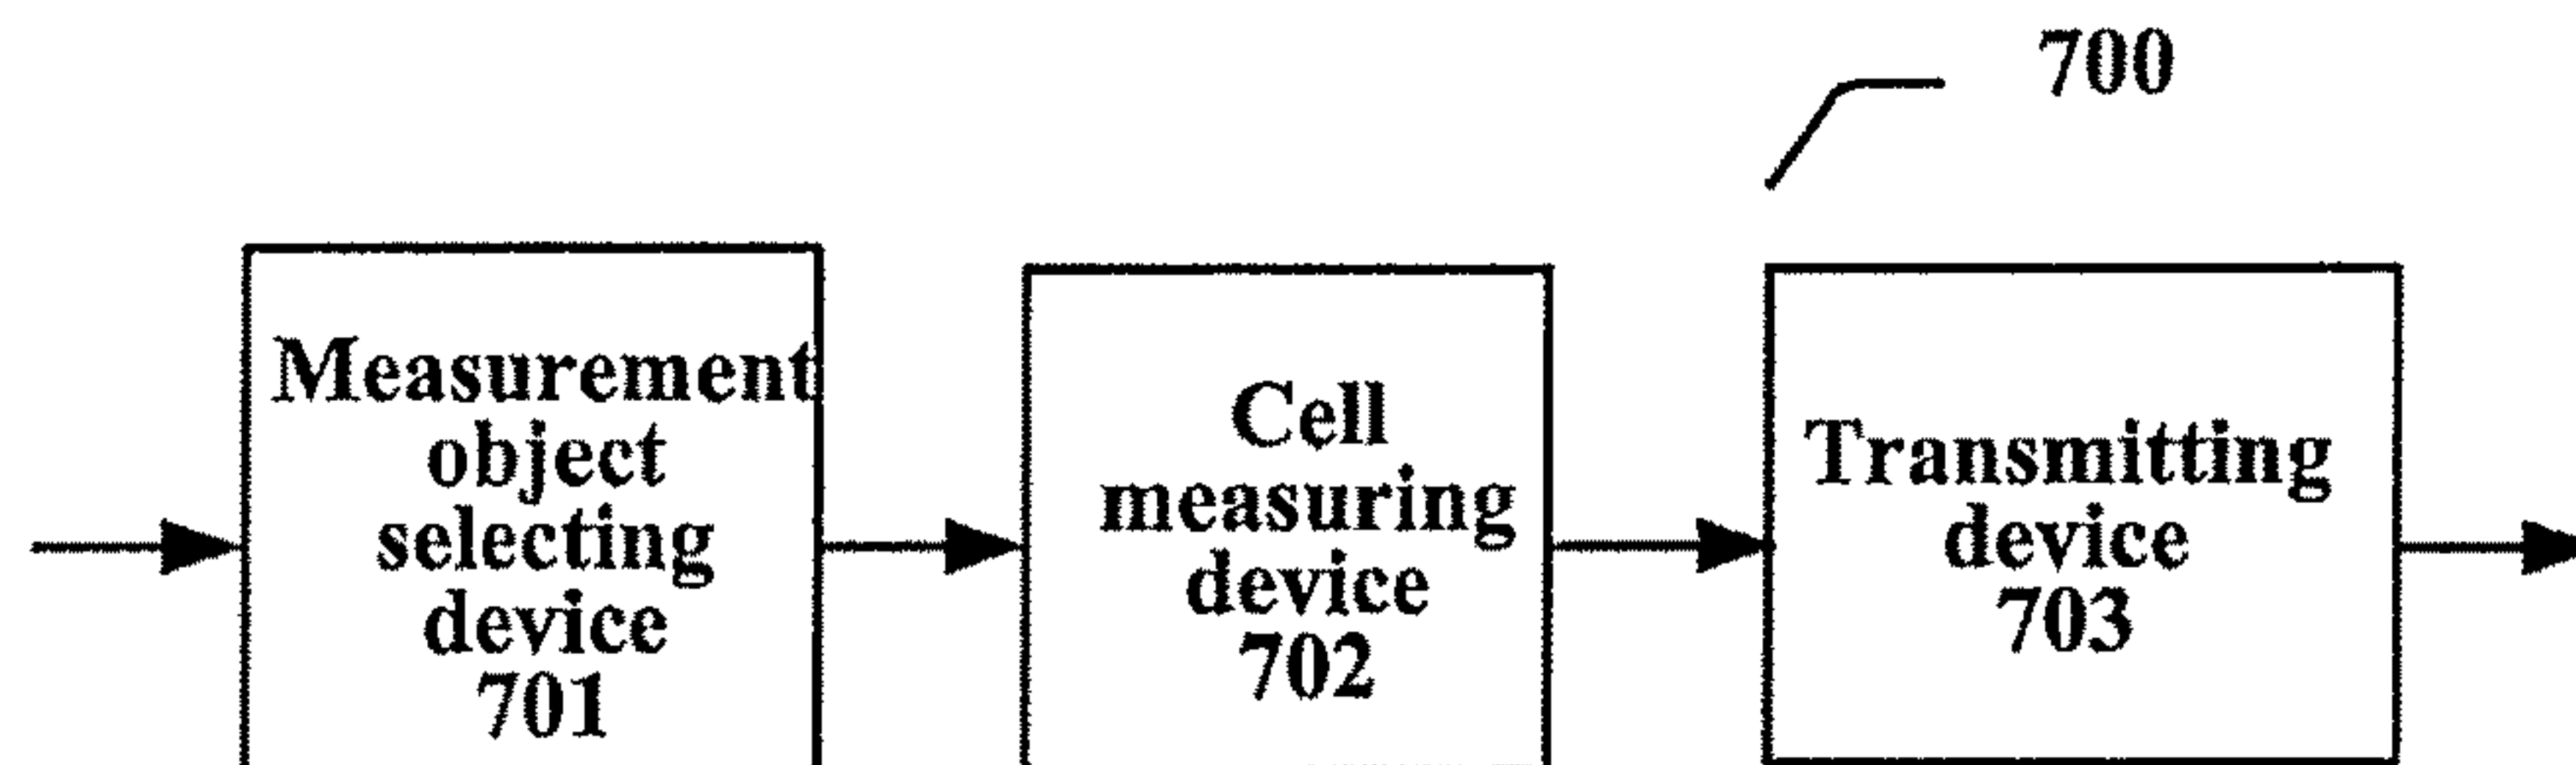 700
Measurement
object
selecting
device
701
Cell
measuring
device
702
Transmitting
device
703